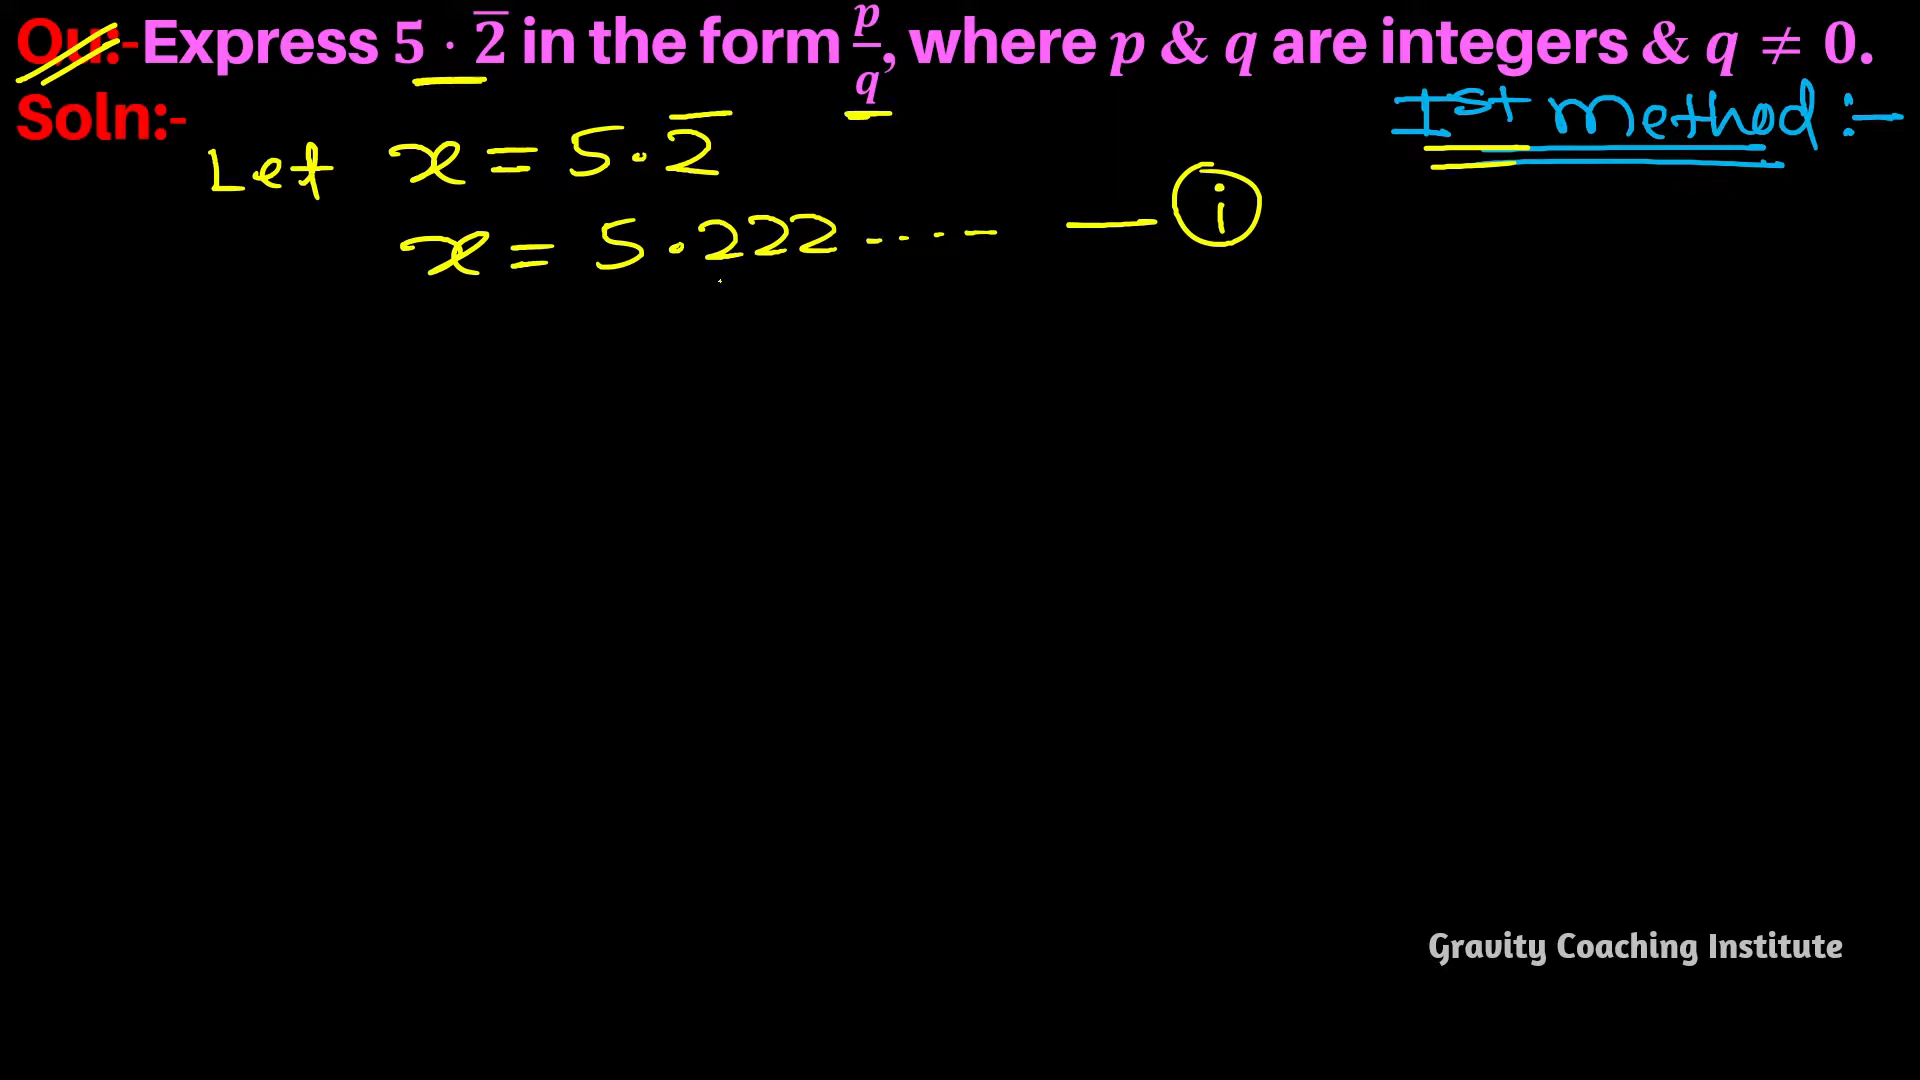 Qu:-Express 5 · 2̅ in the form p/q, where p & q are integers & q ≠ 0.
Soln:-
Ist Method :-
Let x = 5.2̅
x = 5.222 ..... — (i)
Gravity Coaching Institute